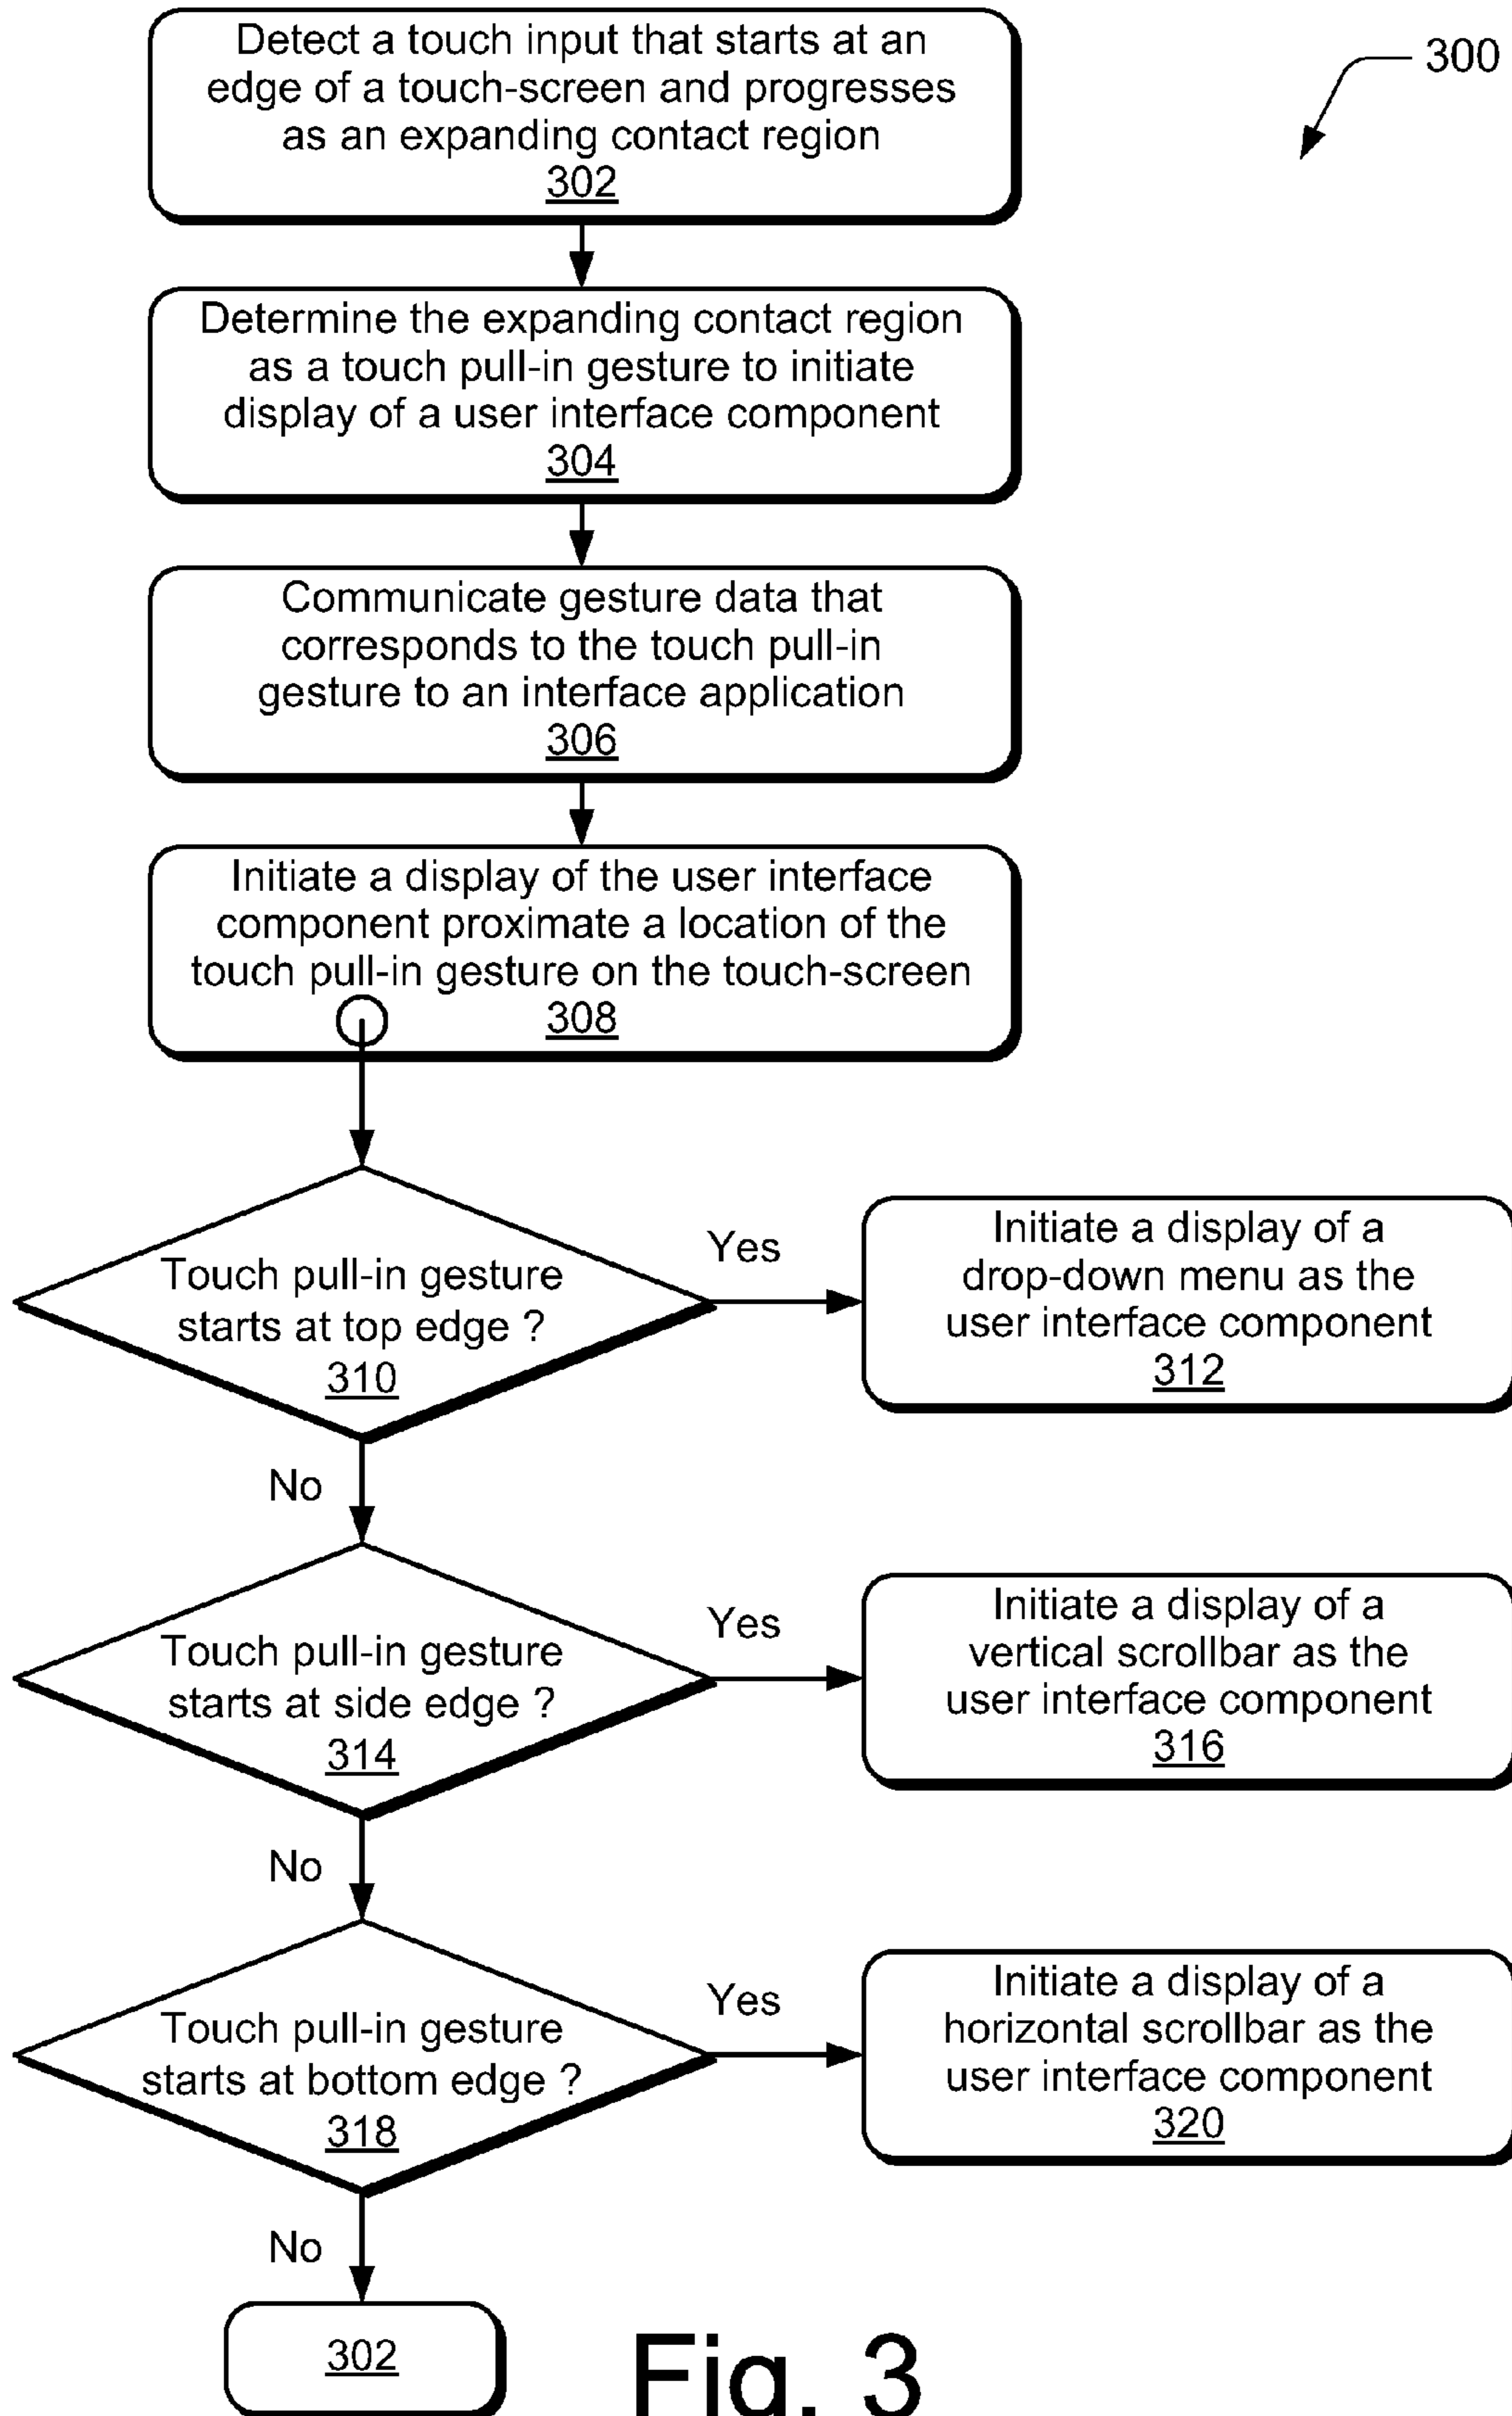 300
Detect a touch input that starts at an
edge of a touch-screen and progresses
as an expanding contact region
302
Determine the expanding contact region
as a touch pull-in gesture to initiate
display of a user interface component
304
Communicate gesture data that
corresponds to the touch pull-in
gesture to an interface application
306
Initiate a display of the user interface
component proximate a location of the
touch pull-in gesture on the touch-screen
308
Touch pull-in gesture
starts at top edge ?
310
Yes
Initiate a display of a
drop-down menu as the
user interface component
312
No
Touch pull-in gesture
starts at side edge ?
314
Yes
Initiate a display of a
vertical scrollbar as the
user interface component
316
No
Touch pull-in gesture
starts at bottom edge ?
318
Yes
Initiate a display of a
horizontal scrollbar as the
user interface component
320
No
302
Fig. 3